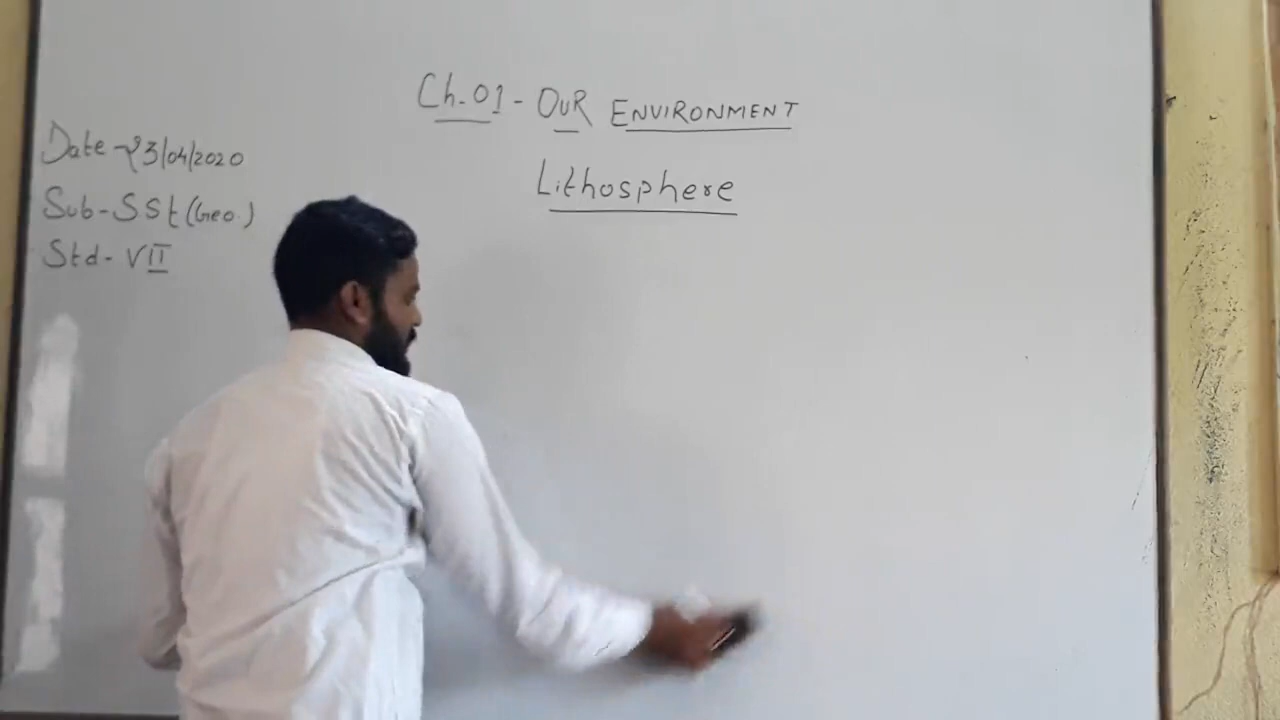 Ch.01 - OUR ENVIRONMENT
Lithosphere
Date - 23/04/2020
Sub - SSt (Geo.)
Std - VII